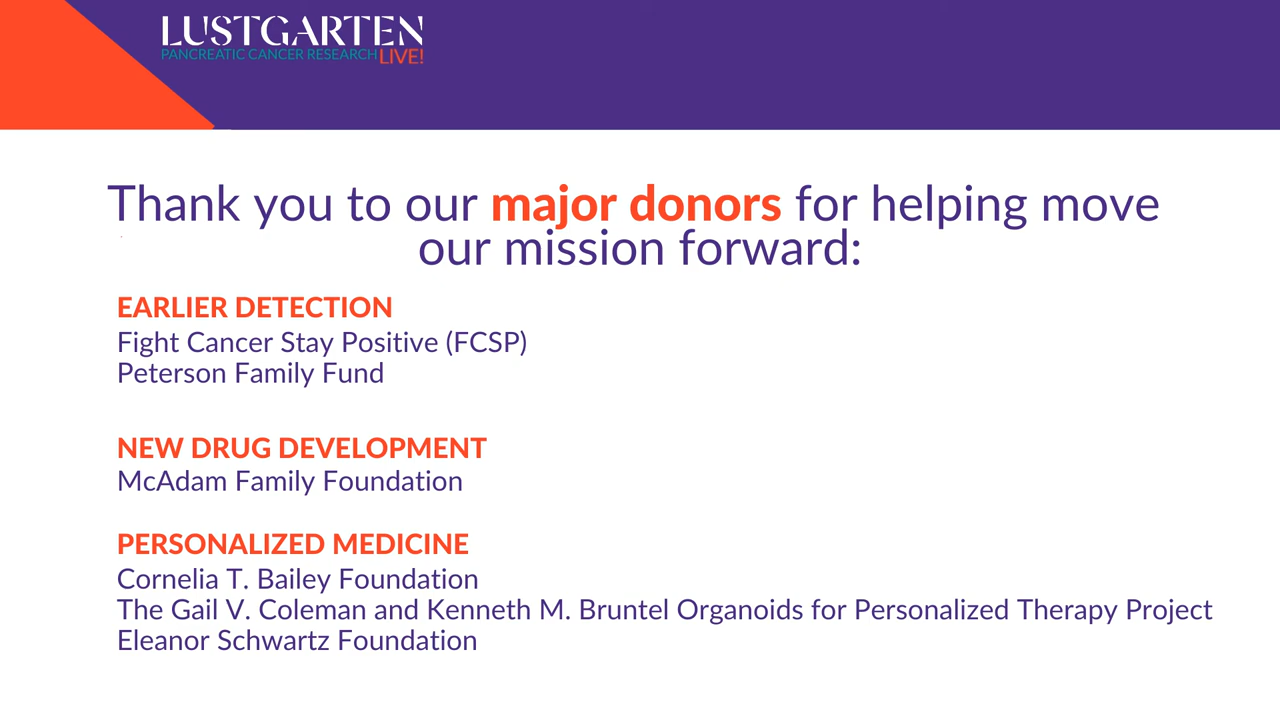 LUSTGARTEN
PANCREATIC CANCER RESEARCH LIVE!
Thank you to our major donors for helping move
our mission forward:
EARLIER DETECTION
Fight Cancer Stay Positive (FCSP)
Peterson Family Fund
NEW DRUG DEVELOPMENT
McAdam Family Foundation
PERSONALIZED MEDICINE
Cornelia T. Bailey Foundation
The Gail V. Coleman and Kenneth M. Bruntel Organoids for Personalized Therapy Project
Eleanor Schwartz Foundation